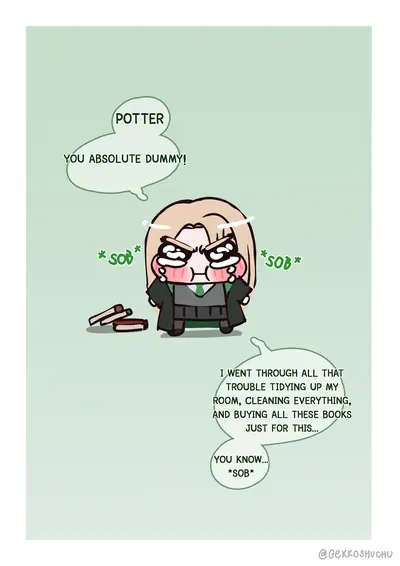 POTTER
YOU ABSOLUTE DUMMY!
*SOB*
*SOB*
I WENT THROUGH ALL THAT
TROUBLE TIDYING UP MY
ROOM, CLEANING EVERYTHING,
AND BUYING ALL THESE BOOKS
JUST FOR THIS...
YOU KNOW...
*SOB*
@GEKKOSHUCHU